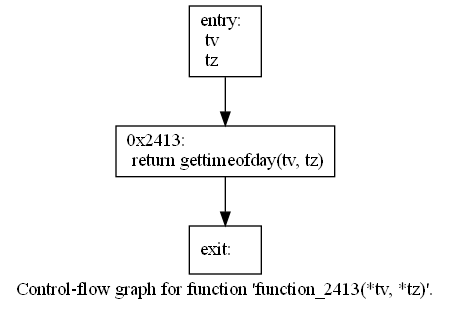 entry:
tv
tz
0x2413:
return gettimeofday(tv, tz)
exit:
Control-flow graph for function 'function_2413(*tv, *tz)'.